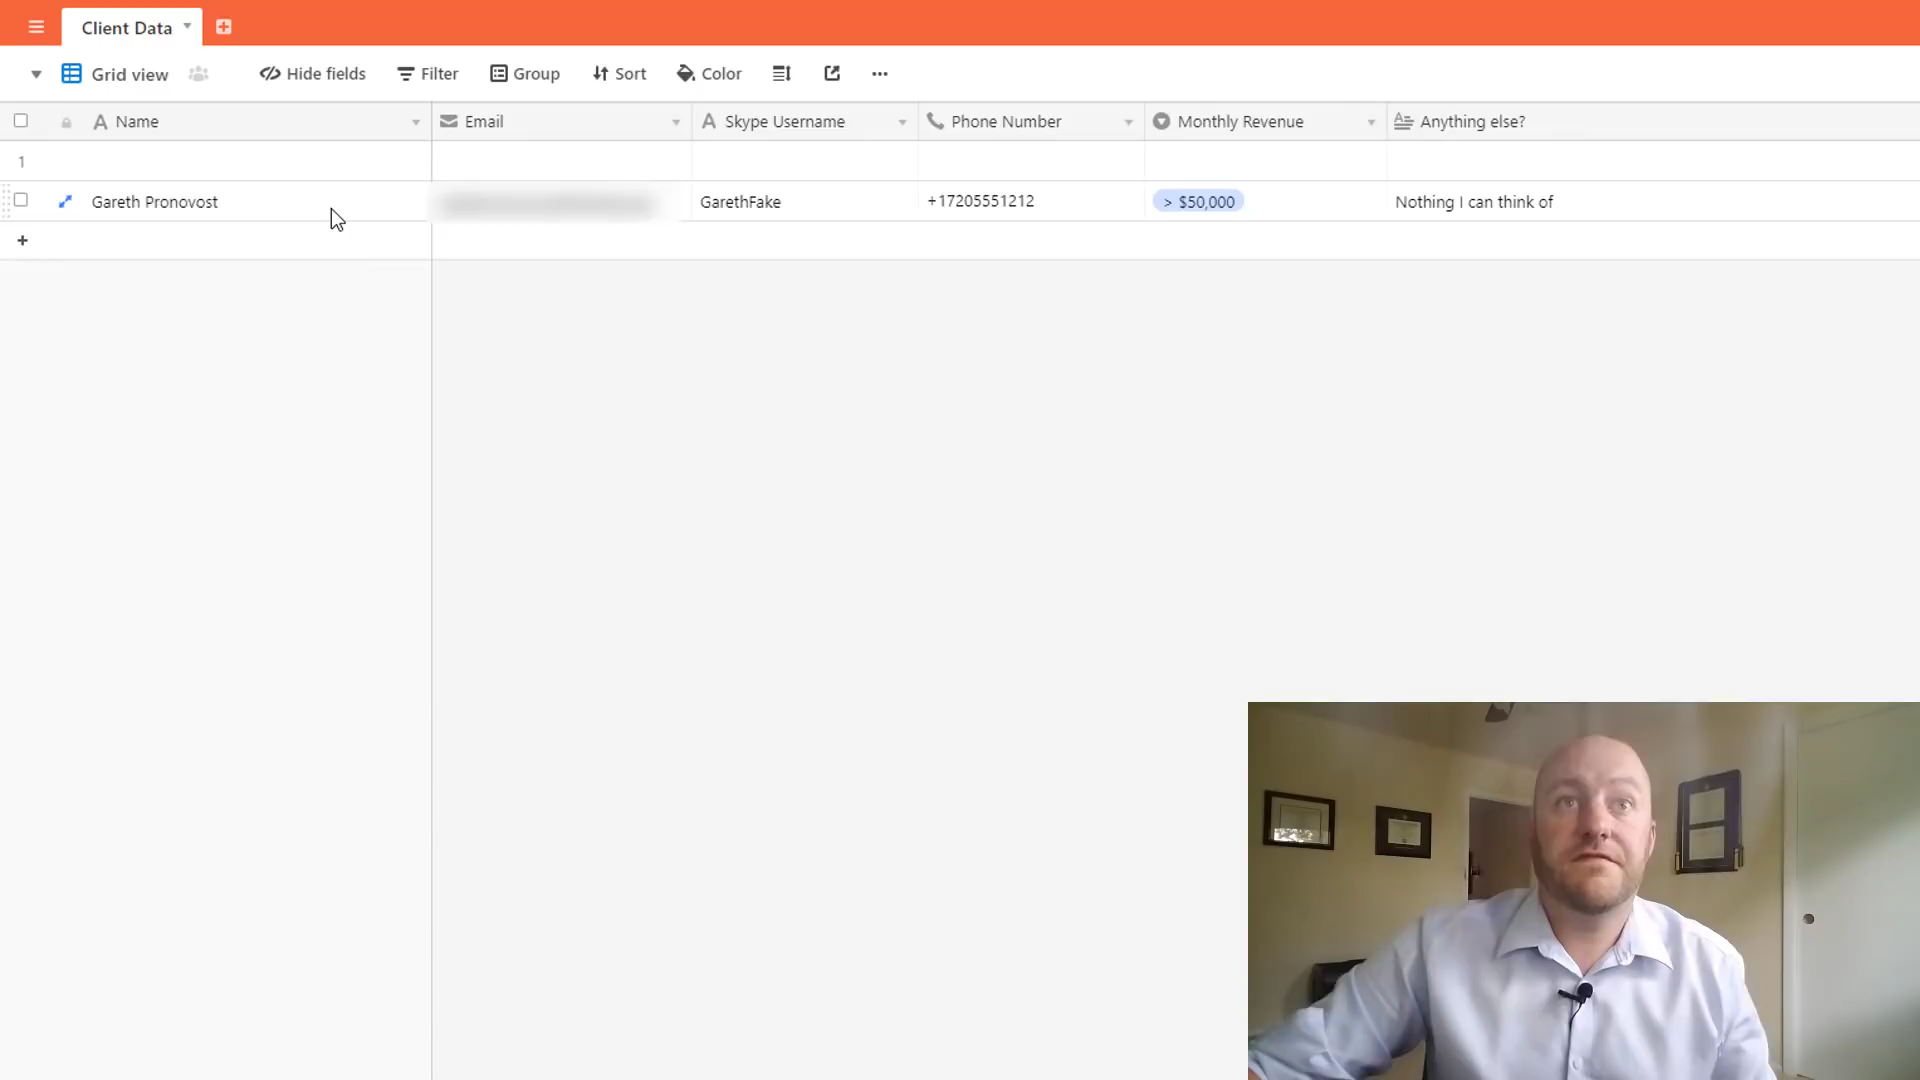 Client Data
Grid view Hide fields Filter Group Sort Color
Name Email Skype Username Phone Number Monthly Revenue Anything else?
1
Gareth Pronovost GarethFake +17205551212 > $50,000 Nothing I can think of